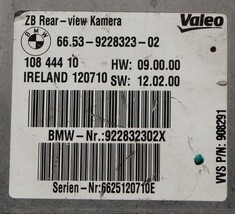 ZB Rear-view Kamera
Valeo
BMW
66.53-9228323-02
108 444 10 HW: 09.00.00
IRELAND 120710 SW: 12.02.00
BMW-Nr.:922832302X
Serien-Nr:6625120710E
VVS P/N: 908291